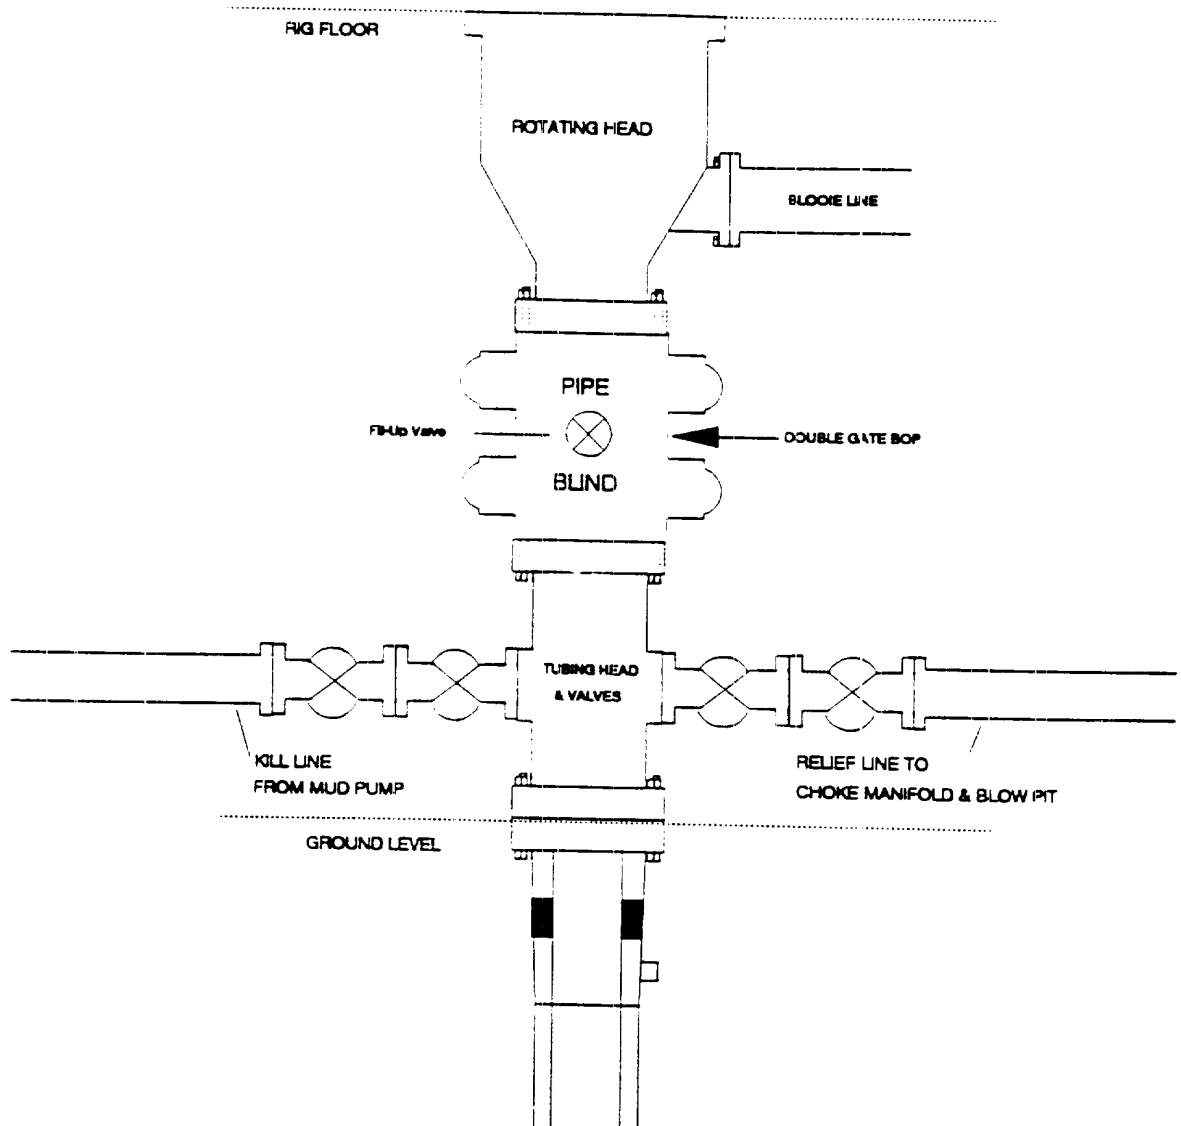 RIG FLOOR
ROTATING HEAD
BLOOIE LINE
PIPE
Fill-Up Valve
DOUBLE GATE BOP
BLIND
TUBING HEAD
& VALVES
KILL LINE
FROM MUD PUMP
RELIEF LINE TO
CHOKE MANIFOLD & BLOW PIT
GROUND LEVEL